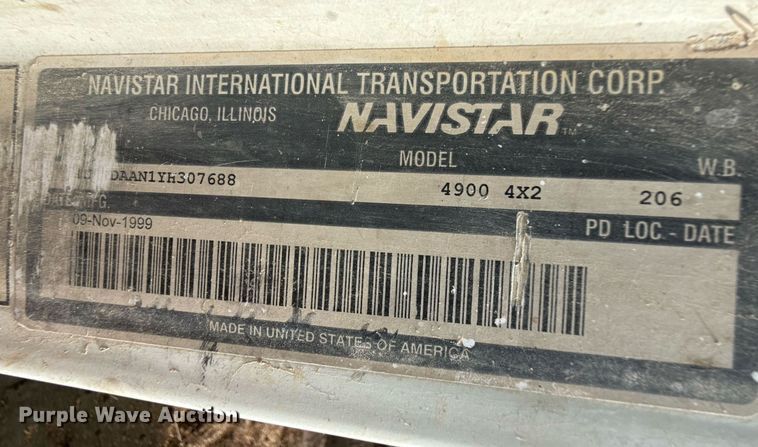 NAVISTAR INTERNATIONAL TRANSPORTATION CORP.
CHICAGO, ILLINOIS NAVISTAR TM
MODEL W.B.
DAAN1YH307688 4900 4X2 206
DATE MFG. PD LOC - DATE
09-Nov-1999
MADE IN UNITED STATES OF AMERICA
Purple Wave Auction